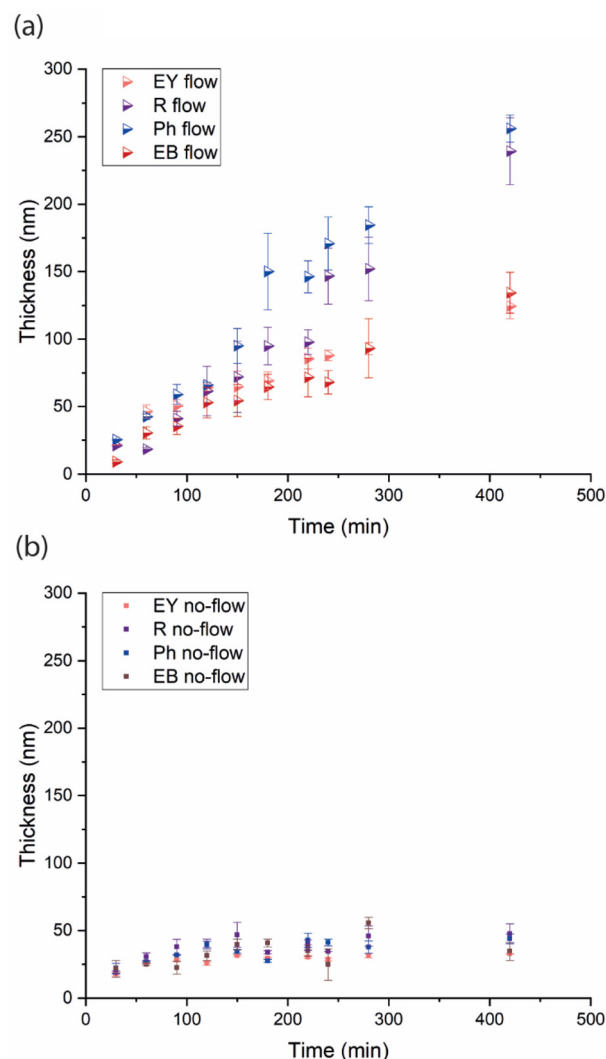 (a)
EY flow
R flow
Ph flow
EB flow
300
250
200
150
100
50
0
Thickness (nm)
0 100 200 300 400 500
Time (min)
(b)
EY no-flow
R no-flow
Ph no-flow
EB no-flow
300
250
200
150
100
50
0
Thickness (nm)
0 100 200 300 400 500
Time (min)